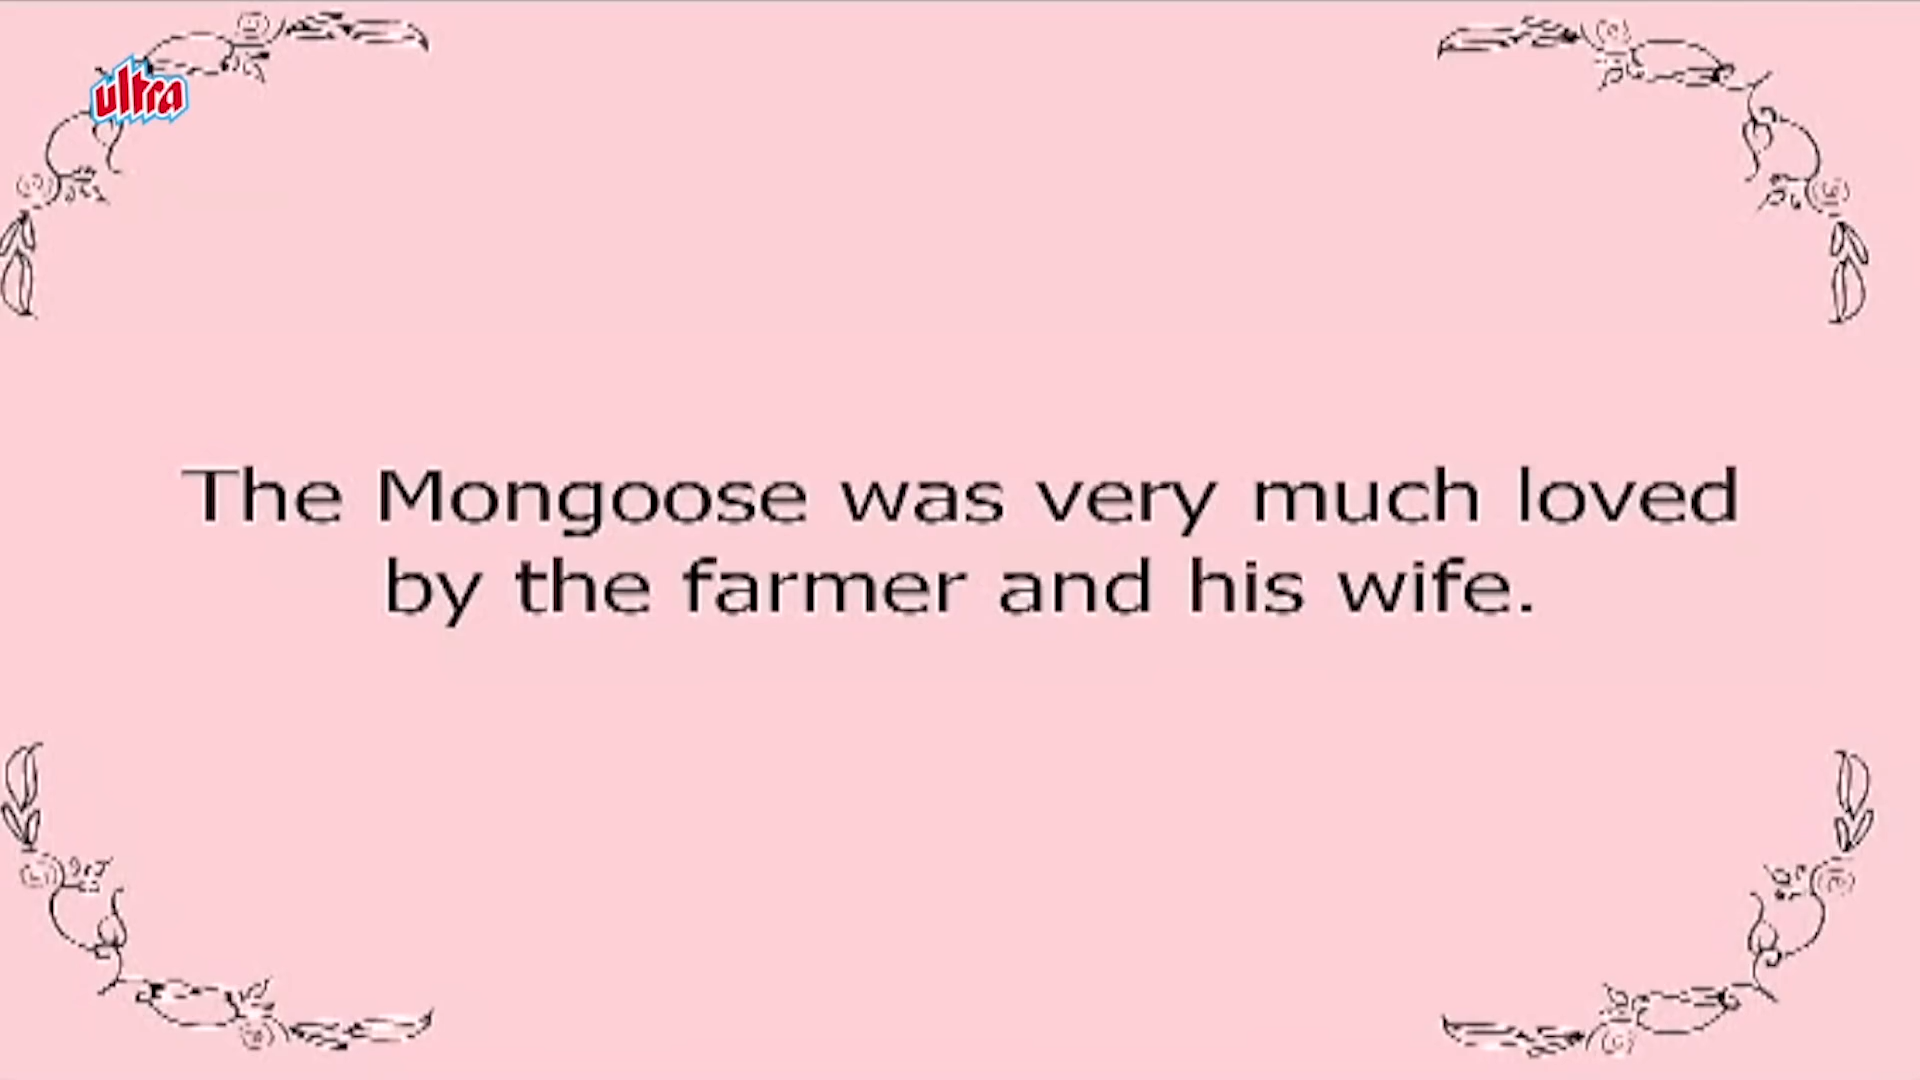 ultra
The Mongoose was very much loved
by the farmer and his wife.